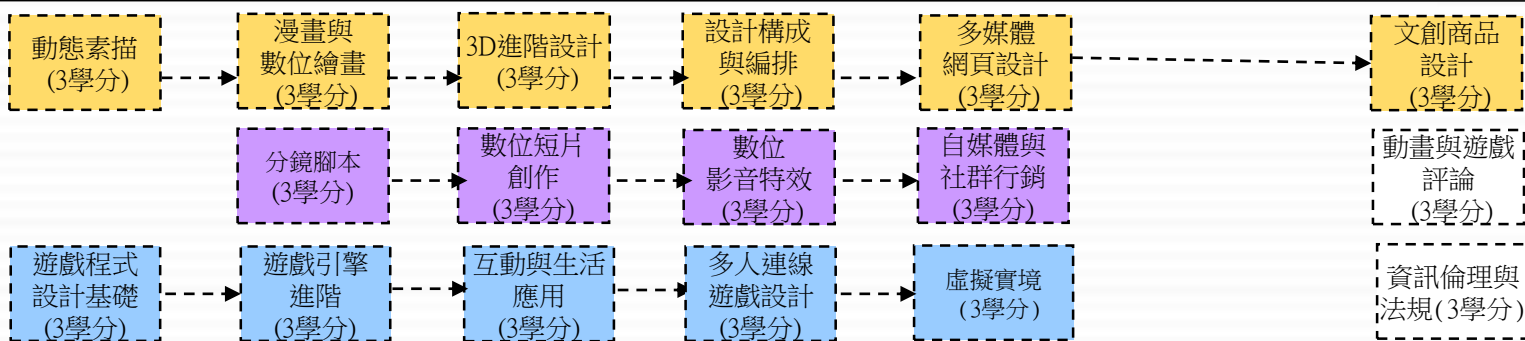 動態素描
(3學分)
漫畫與
數位繪畫
(3學分)
3D進階設計
(3學分)
設計構成
與編排
(3學分)
多媒體
網頁設計
(3學分)
文創商品
設計
(3學分)
分鏡腳本
(3學分)
數位短片
創作
(3學分)
數位
影音特效
(3學分)
自媒體與
社群行銷
(3學分)
動畫與遊戲
評論
(3學分)
遊戲程式
設計基礎
(3學分)
遊戲引擎
進階
(3學分)
互動與生活
應用
(3學分)
多人連線
遊戲設計
(3學分)
虛擬實境
(3學分)
資訊倫理與
法規(3學分)